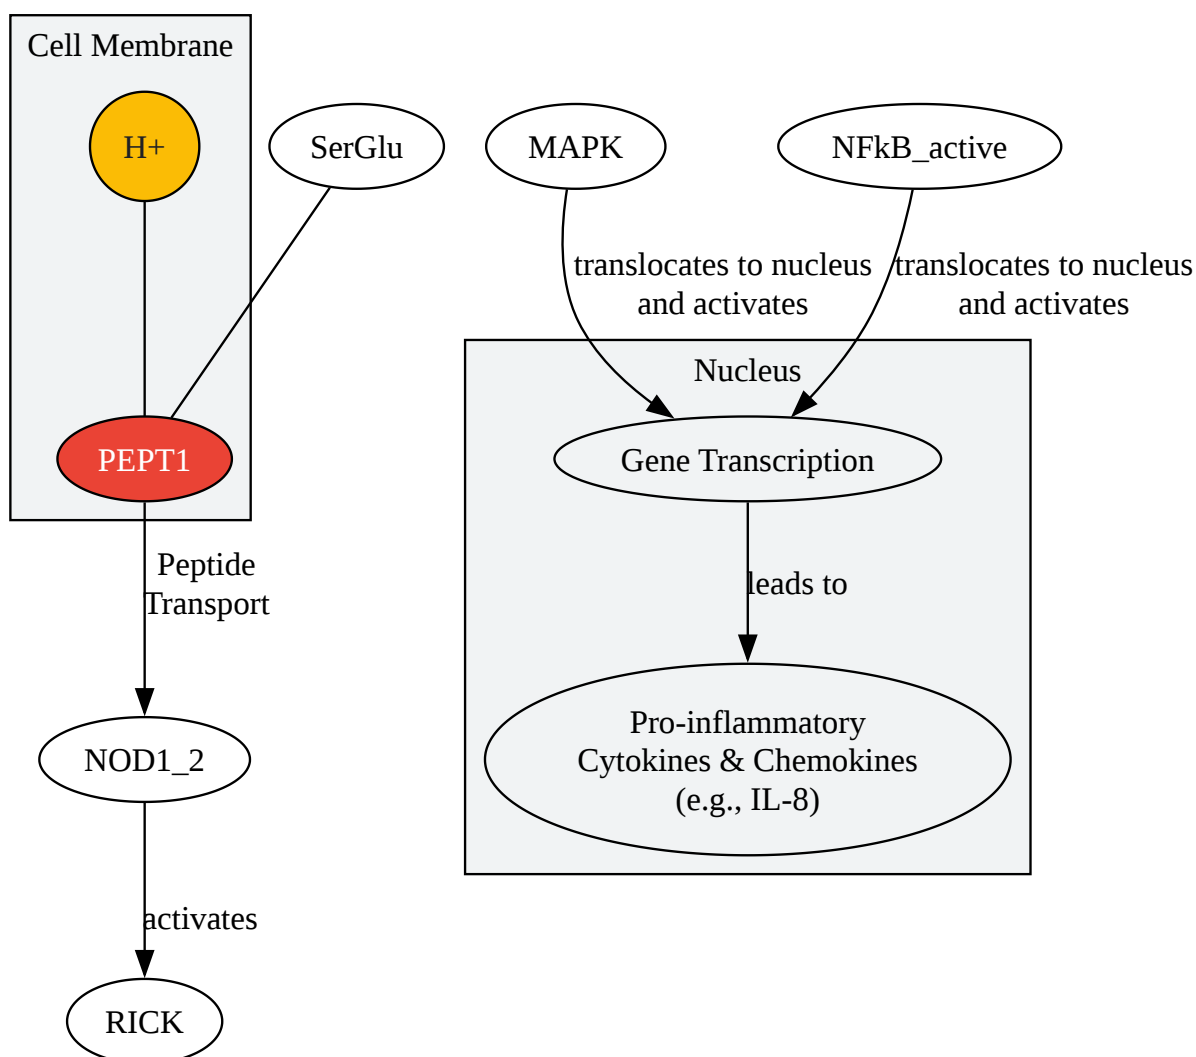 Cell Membrane
H+
SerGlu
MAPK
NFkB_active
translocates to nucleus
and activates
translocates to nucleus
and activates
Nucleus
PEPT1
Gene Transcription
Peptide
Transport
leads to
NOD1_2
Pro-inflammatory
Cytokines & Chemokines
(e.g., IL-8)
activates
RICK